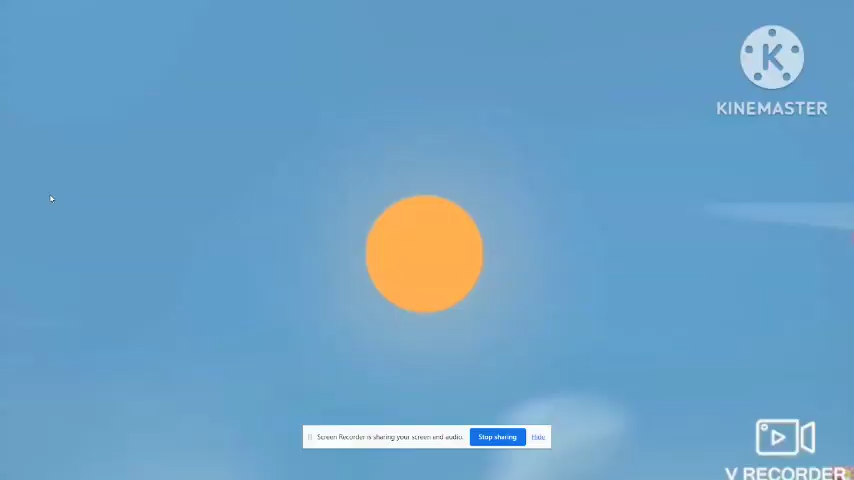 K
KINEMASTER
Screen Recorder is sharing your screen and audio.
Stop sharing
Hide
V RECORDER